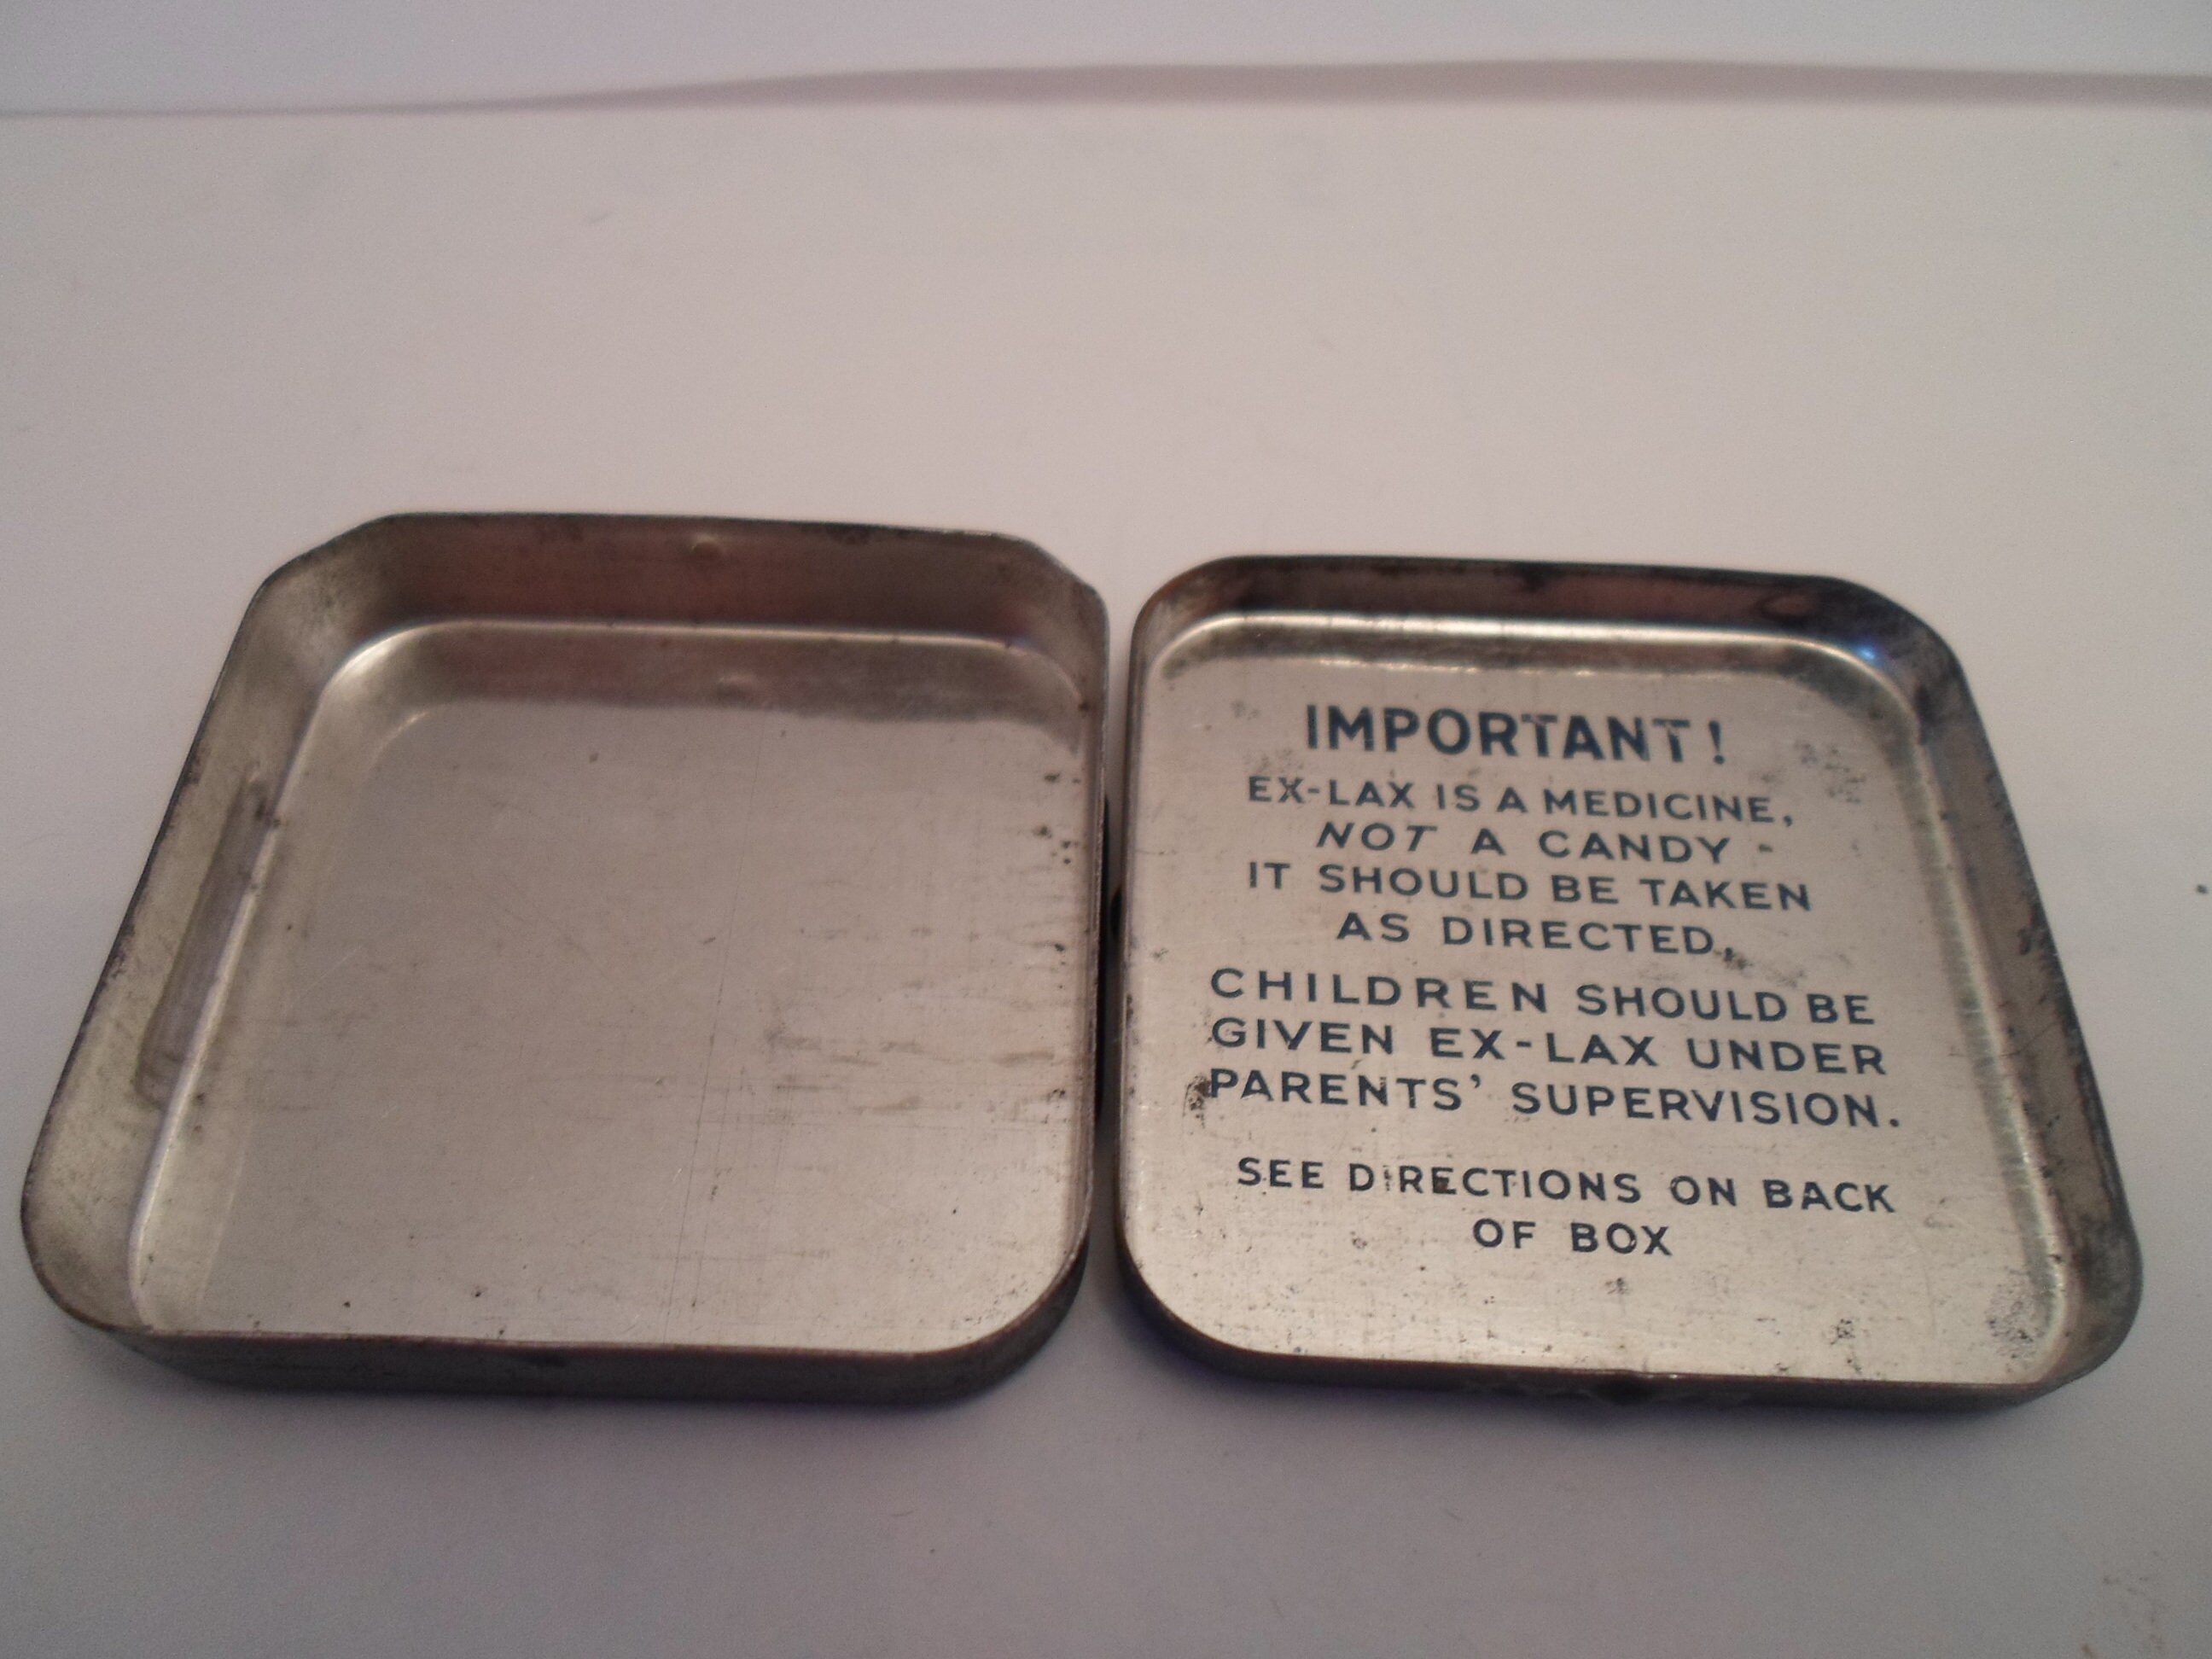 IMPORTANT!
EX-LAX IS A MEDICINE,
NOT A CANDY -
IT SHOULD BE TAKEN
AS DIRECTED,
CHILDREN SHOULD BE
GIVEN EX-LAX UNDER
PARENTS' SUPERVISION.
SEE DIRECTIONS ON BACK
OF BOX